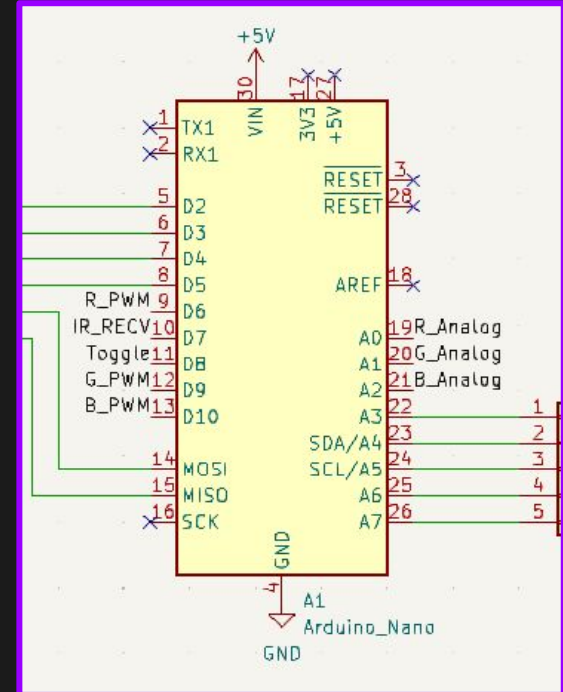 +5V
30 17 27
VIN 3V3 +5V
1 TX1
2 RX1
RESET 3
RESET 28
5 D2
6 D3
7 D4
8 D5
AREF 18
R_PWM 9 D6
IR_RECV 10 D7
A0 19 R_Analog
Toggle 11 D8
A1 20 G_Analog
G_PWM 12 D9
A2 21 B_Analog
B_PWM 13 D10
A3 22 1
SDA/A4 23 2
14 MOSI
SCL/A5 24 3
15 MISO
A6 25 4
16 SCK
A7 26 5
GND
4
A1
Arduino_Nano
GND